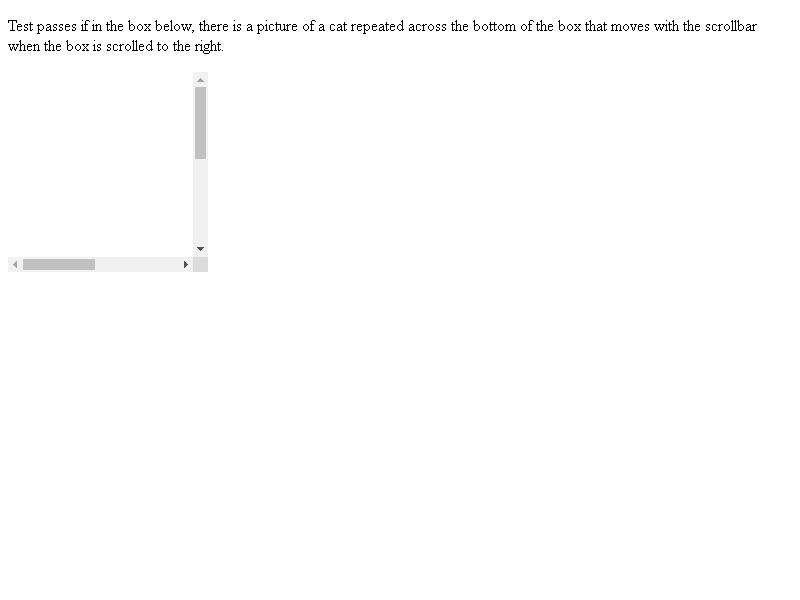 Test passes if in the box below, there is a picture of a cat repeated across the bottom of the box that moves with the scrollbar
when the box is scrolled to the right.